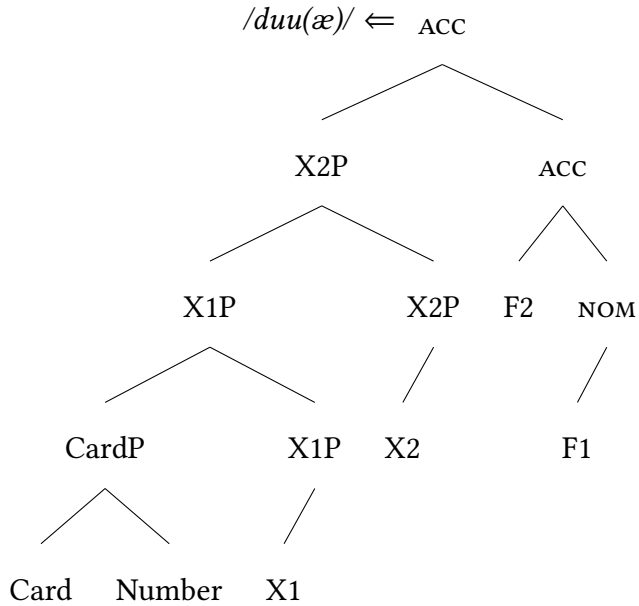 /duu(æ)/ ⇐ ACC
X2P ACC
X1P X2P F2 NOM
CardP X1P X2 F1
Card Number X1